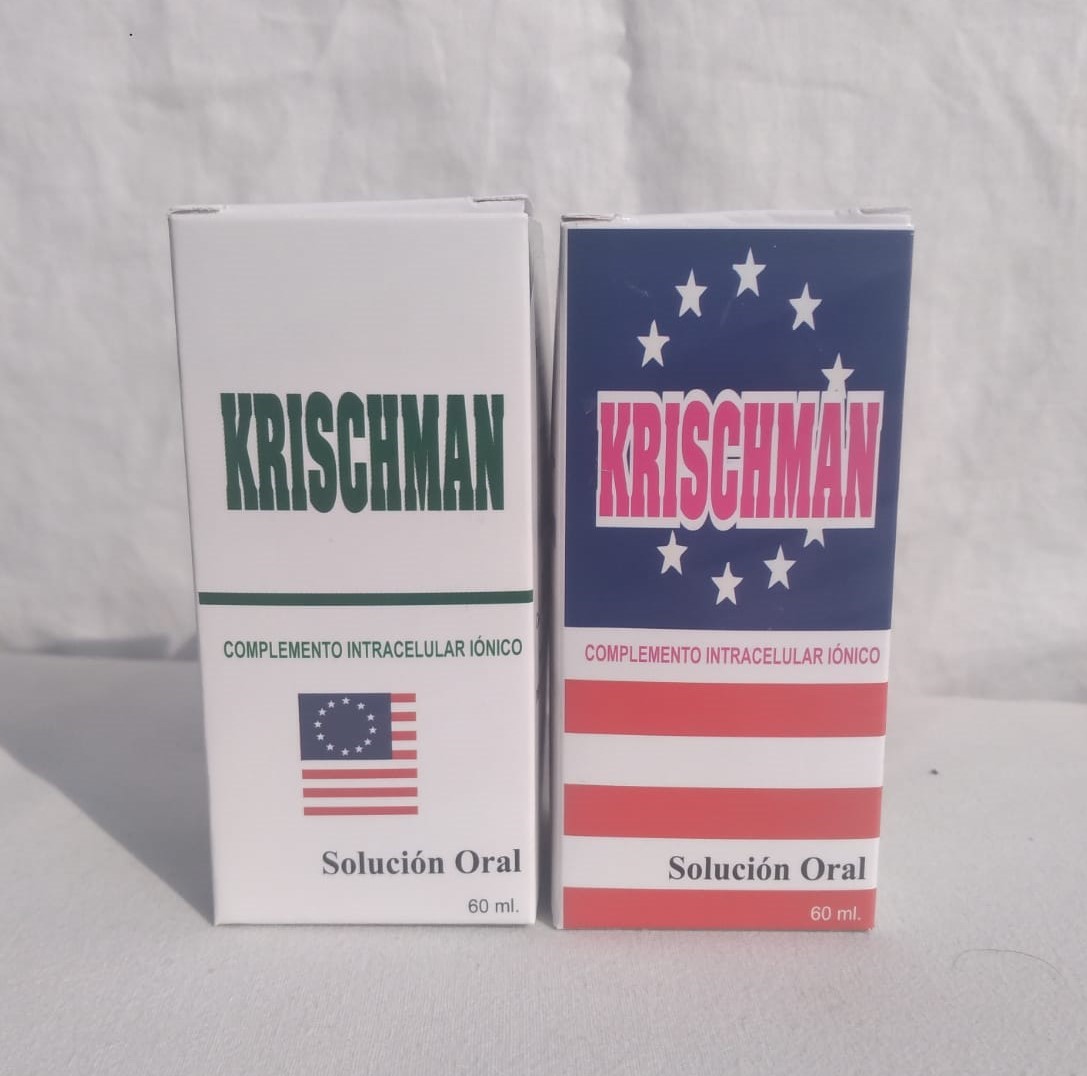 KRISCHMAN
COMPLEMENTO INTRACELULAR IÓNICO
Solución Oral
60 ml.
KRISCHMAN
COMPLEMENTO INTRACELULAR IÓNICO
Solución Oral
60 ml.